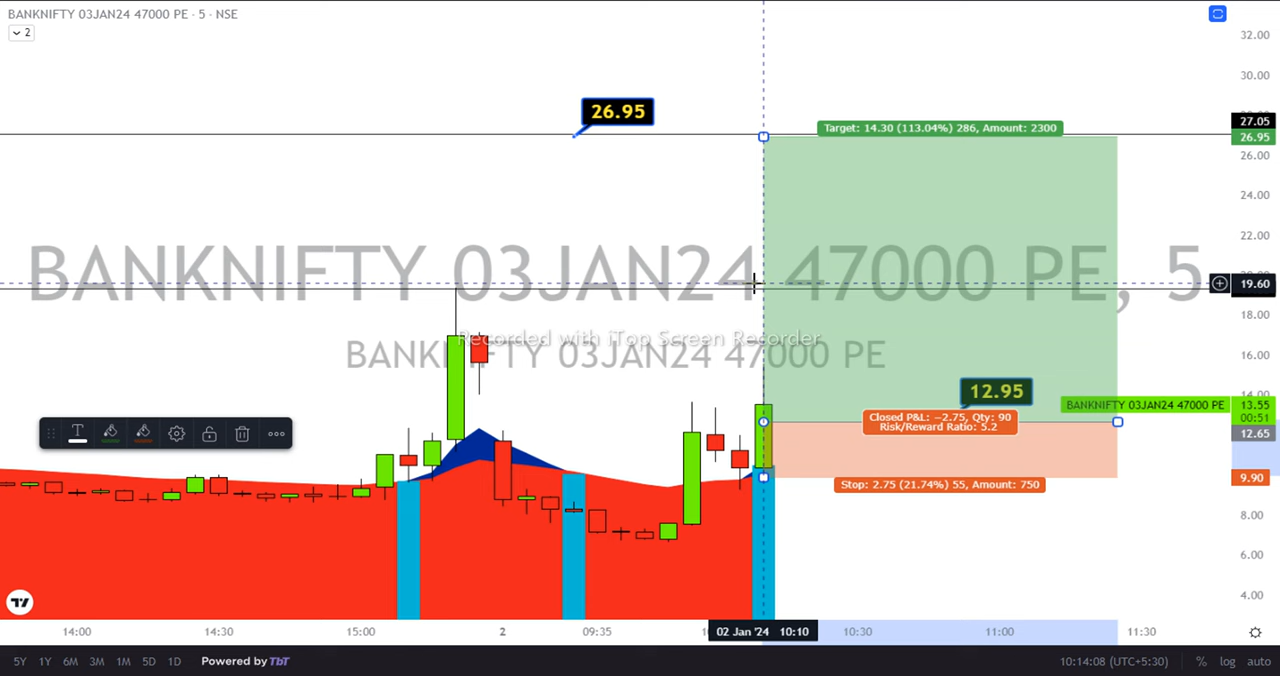 BANKNIFTY 03JAN24 47000 PE · 5 · NSE
2
32.00
30.00
26.95
27.05
Target: 14.30 (113.04%) 286, Amount: 2300
26.95
26.00
24.00
22.00
BANKNIFTY 03JAN24 47000 PE, 5
19.60
18.00
Recorded with iTop Screen Recorder
BANKNIFTY 03JAN24 47000 PE
16.00
12.95
14.00
BANKNIFTY 03JAN24 47000 PE 13.55
00:51
Closed P&L: −2.75, Qty: 90
Risk/Reward Ratio: 5.2
12.65
T
9.90
Stop: 2.75 (21.74%) 55, Amount: 750
8.00
6.00
4.00
14:00 14:30 15:00 2 09:35 02 Jan '24 10:10 10:30 11:00 11:30
5Y 1Y 6M 3M 1M 5D 1D Powered by TbT 10:14:08 (UTC+5:30) % log auto